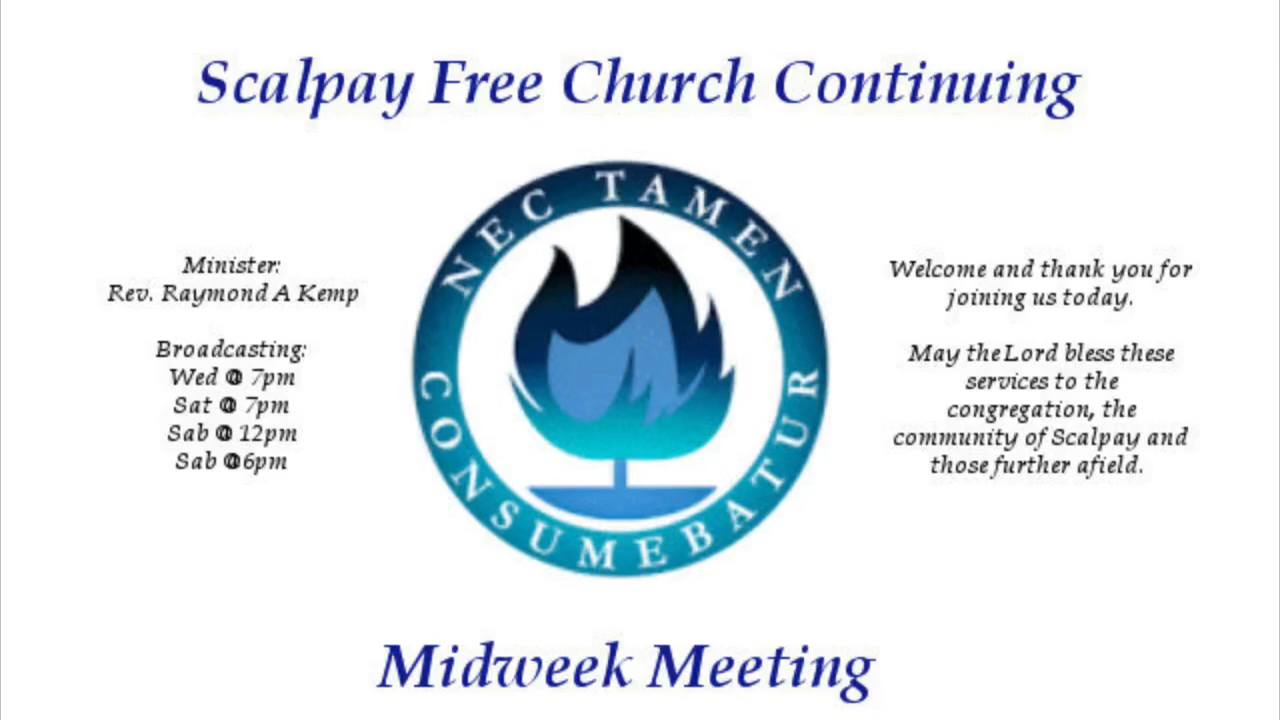 Scalpay Free Church Continuing
NEC TAMEN
CONSUMEBATUR
Minister:
Rev. Raymond A Kemp
Broadcasting:
Wed @ 7pm
Sat @ 7pm
Sab @ 12pm
Sab @6pm
Welcome and thank you for
joining us today.
May the Lord bless these
services to the
congregation, the
community of Scalpay and
those further afield.
Midweek Meeting